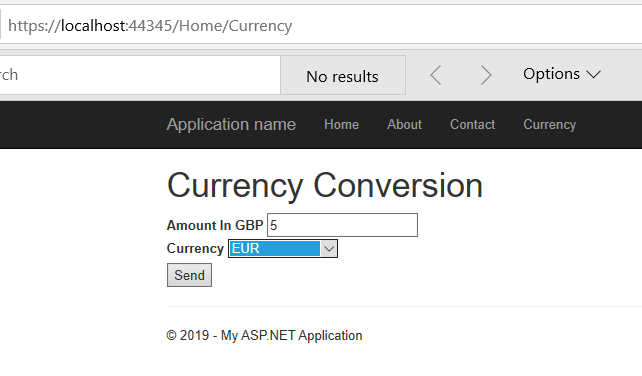 https://localhost:44345/Home/Currency
rch No results Options
Application name Home About Contact Currency
Currency Conversion
Amount In GBP 5
Currency EUR
Send
© 2019 - My ASP.NET Application